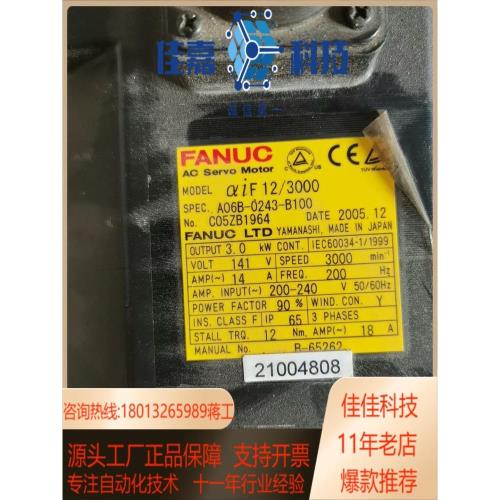 佳嘉 科技
FANUC
AC Servo Motor
MODEL αiF 12/3000
SPEC. A06B-0243-B100
No. C05ZB1964 DATE 2005.12
FANUC LTD YAMANASHI, MADE IN JAPAN
OUTPUT 3.0 kW CONT. IEC60034-1/1999
VOLT 141 V SPEED 3000 min⁻¹
AMP(~) 14 A FREQ. 200 Hz
AMP. INPUT(~) 200-240 V 50/60Hz
POWER FACTOR 90 % WIND. CON. Y
INS. CLASS F IP 65 3 PHASES
STALL TRQ. 12 Nm, AMP(~) 18 A
MANUAL No. B-65262
21004808
咨询热线:18013265989蒋工
佳佳科技
源头工厂正品保障 支持开票
11年老店
专注自动化技术 十一年行业经验
爆款推荐